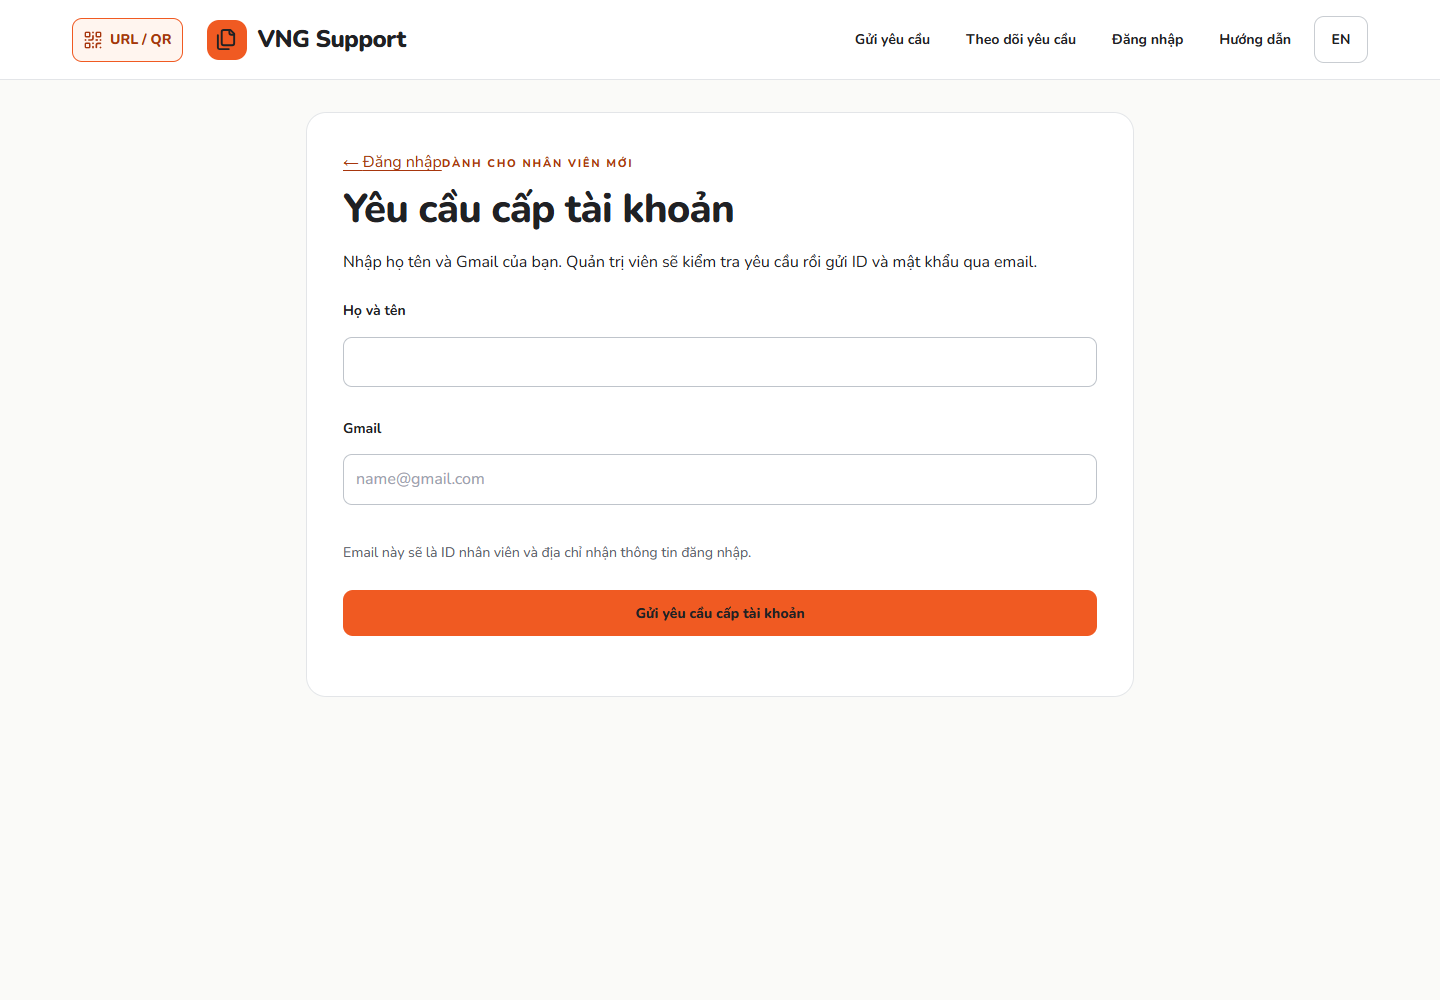 URL / QR
VNG Support
Gửi yêu cầu
Theo dõi yêu cầu
Đăng nhập
Hướng dẫn
EN
← Đăng nhập DÀNH CHO NHÂN VIÊN MỚI
Yêu cầu cấp tài khoản
Nhập họ tên và Gmail của bạn. Quản trị viên sẽ kiểm tra yêu cầu rồi gửi ID và mật khẩu qua email.
Họ và tên
Gmail
name@gmail.com
Email này sẽ là ID nhân viên và địa chỉ nhận thông tin đăng nhập.
Gửi yêu cầu cấp tài khoản